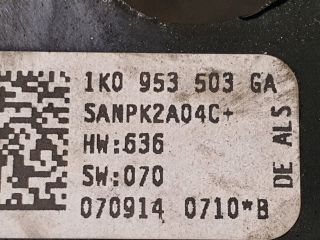 1K0 953 503 GA
SANPK2A04C+
HW:636
SW:070
070914 0710*B
DE ALS